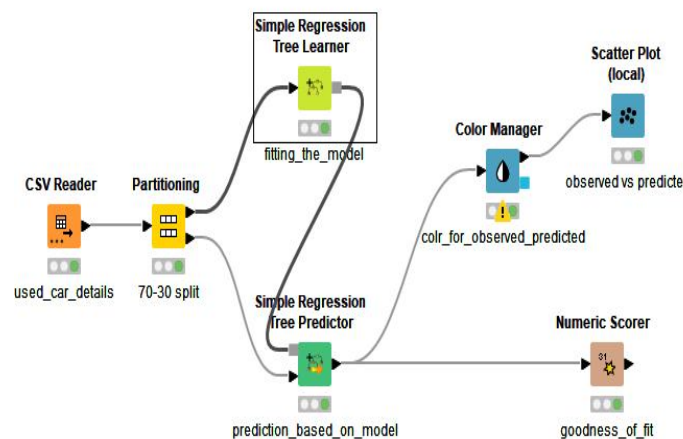 Simple Regression
Tree Learner
fitting_the_model
Scatter Plot
(local)
observed vs predicte
Color Manager
colr_for_observed_predicted
CSV Reader
used_car_details
Partitioning
70-30 split
Simple Regression
Tree Predictor
prediction_based_on_model
Numeric Scorer
31
goodness_of_fit